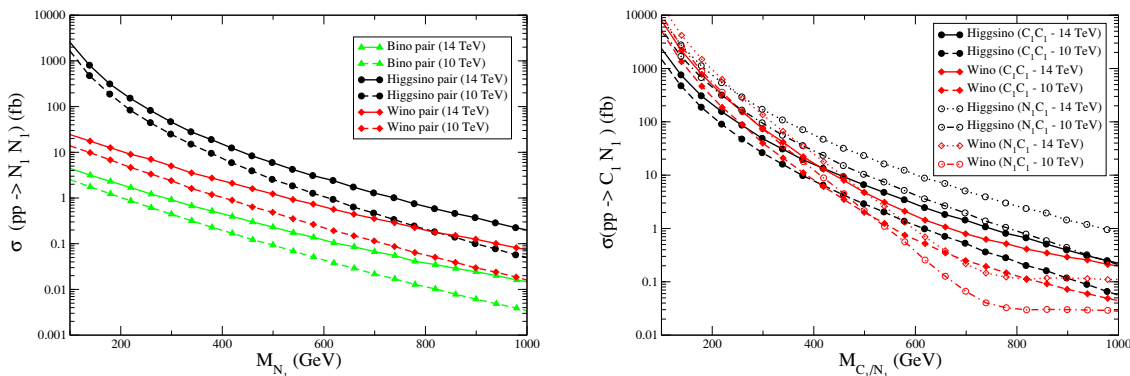 10000
1000
100
10
1
0.1
0.01
0.001
σ (pp -> N₁ N₁) (fb)
200 400 600 800 1000
M_N₁ (GeV)
Bino pair (14 TeV)
Bino pair (10 TeV)
Higgsino pair (14 TeV)
Higgsino pair (10 TeV)
Wino pair (14 TeV)
Wino pair (10 TeV)
10000
1000
100
10
1
0.1
0.01
σ(pp -> C₁ N₁) (fb)
200 400 600 800 1000
M_C₁/N₁ (GeV)
Higgsino (C₁C₁ - 14 TeV)
Higgsino (C₁C₁ - 10 TeV)
Wino (C₁C₁ - 14 TeV)
Wino (C₁C₁ - 10 TeV)
Higgsino (N₁C₁ - 14 TeV)
Higgsino (N₁C₁ - 10 TeV)
Wino (N₁C₁ - 14 TeV)
Wino (N₁C₁ - 10 TeV)